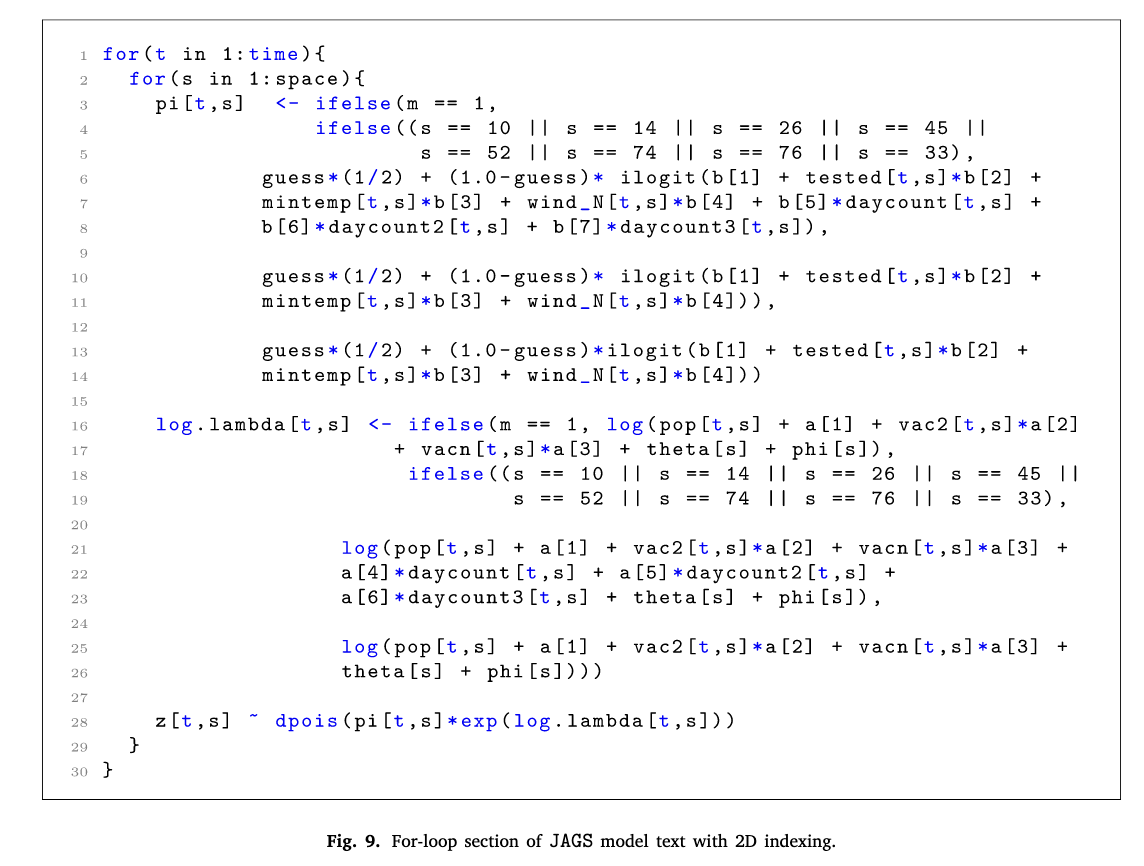 1 for(t in 1:time){
2   for(s in 1:space){
3     pi[t,s]  <- ifelse(m == 1,
4                 ifelse((s == 10 || s == 14 || s == 26 || s == 45 ||
5                         s == 52 || s == 74 || s == 76 || s == 33),
6             guess*(1/2) + (1.0-guess)* ilogit(b[1] + tested[t,s]*b[2] +
7             mintemp[t,s]*b[3] + wind_N[t,s]*b[4] + b[5]*daycount[t,s] +
8             b[6]*daycount2[t,s] + b[7]*daycount3[t,s]),
9
10             guess*(1/2) + (1.0-guess)* ilogit(b[1] + tested[t,s]*b[2] +
11             mintemp[t,s]*b[3] + wind_N[t,s]*b[4])),
12
13             guess*(1/2) + (1.0-guess)*ilogit(b[1] + tested[t,s]*b[2] +
14             mintemp[t,s]*b[3] + wind_N[t,s]*b[4]))
15
16     log.lambda[t,s] <- ifelse(m == 1, log(pop[t,s] + a[1] + vac2[t,s]*a[2]
17                       + vacn[t,s]*a[3] + theta[s] + phi[s]),
18                        ifelse((s == 10 || s == 14 || s == 26 || s == 45 ||
19                                s == 52 || s == 74 || s == 76 || s == 33),
20
21                   log(pop[t,s] + a[1] + vac2[t,s]*a[2] + vacn[t,s]*a[3] +
22                   a[4]*daycount[t,s] + a[5]*daycount2[t,s] +
23                   a[6]*daycount3[t,s] + theta[s] + phi[s]),
24
25                   log(pop[t,s] + a[1] + vac2[t,s]*a[2] + vacn[t,s]*a[3] +
26                   theta[s] + phi[s])))
27
28     z[t,s] ~ dpois(pi[t,s]*exp(log.lambda[t,s]))
29   }
30 }
Fig. 9. For-loop section of JAGS model text with 2D indexing.